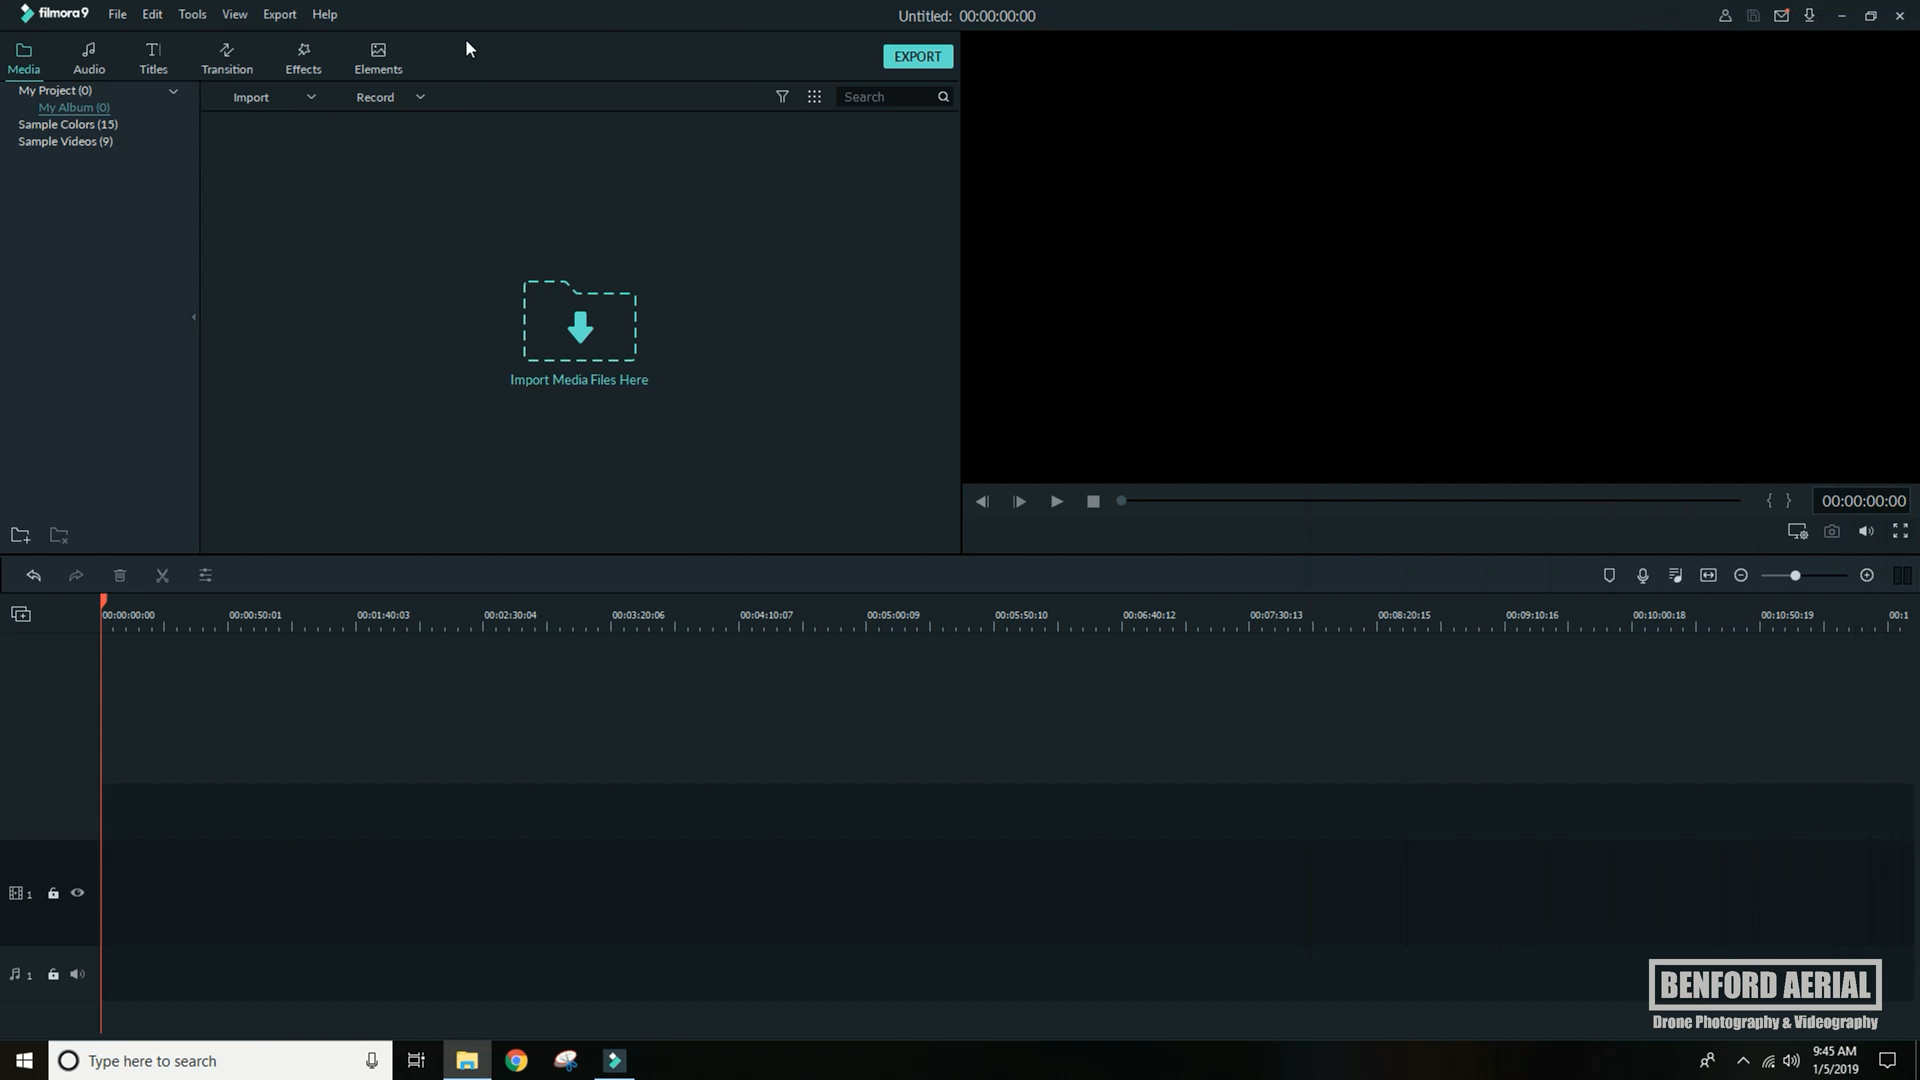 filmora9 File Edit Tools View Export Help
Untitled: 00:00:00:00
Media Audio Titles Transition Effects Elements
EXPORT
My Project (0)
My Album (0)
Sample Colors (15)
Sample Videos (9)
Import Record Search
Import Media Files Here
{ } 00:00:00:00
00:00:00:00 00:00:50:01 00:01:40:03 00:02:30:04 00:03:20:06 00:04:10:07 00:05:00:09 00:05:50:10 00:06:40:12 00:07:30:13 00:08:20:15 00:09:10:16 00:10:00:18 00:10:50:19 00:1
1
1
BENFORD AERIAL
Drone Photography & Videography
Type here to search
9:45 AM
1/5/2019